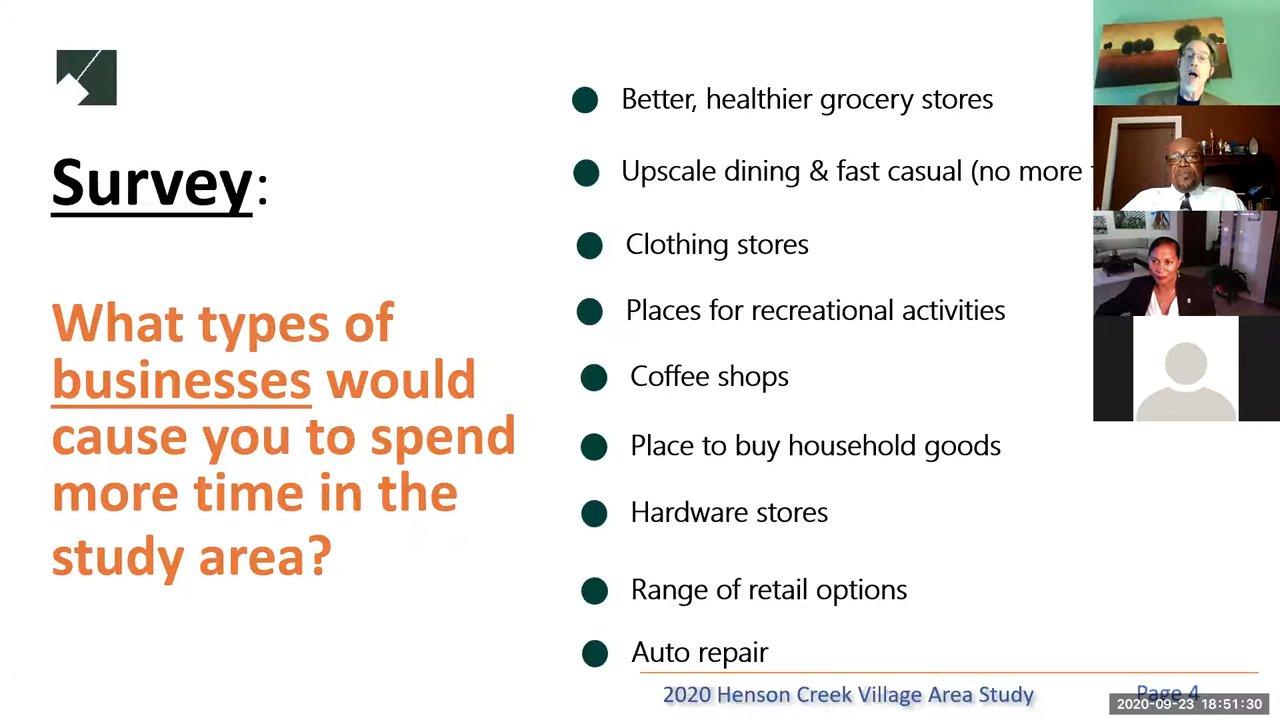 Survey:
What types of
businesses would
cause you to spend
more time in the
study area?
Better, healthier grocery stores
Upscale dining & fast casual (no more
Clothing stores
Places for recreational activities
Coffee shops
Place to buy household goods
Hardware stores
Range of retail options
Auto repair
2020 Henson Creek Village Area Study
Page 4
2020-09-23 18:51:30